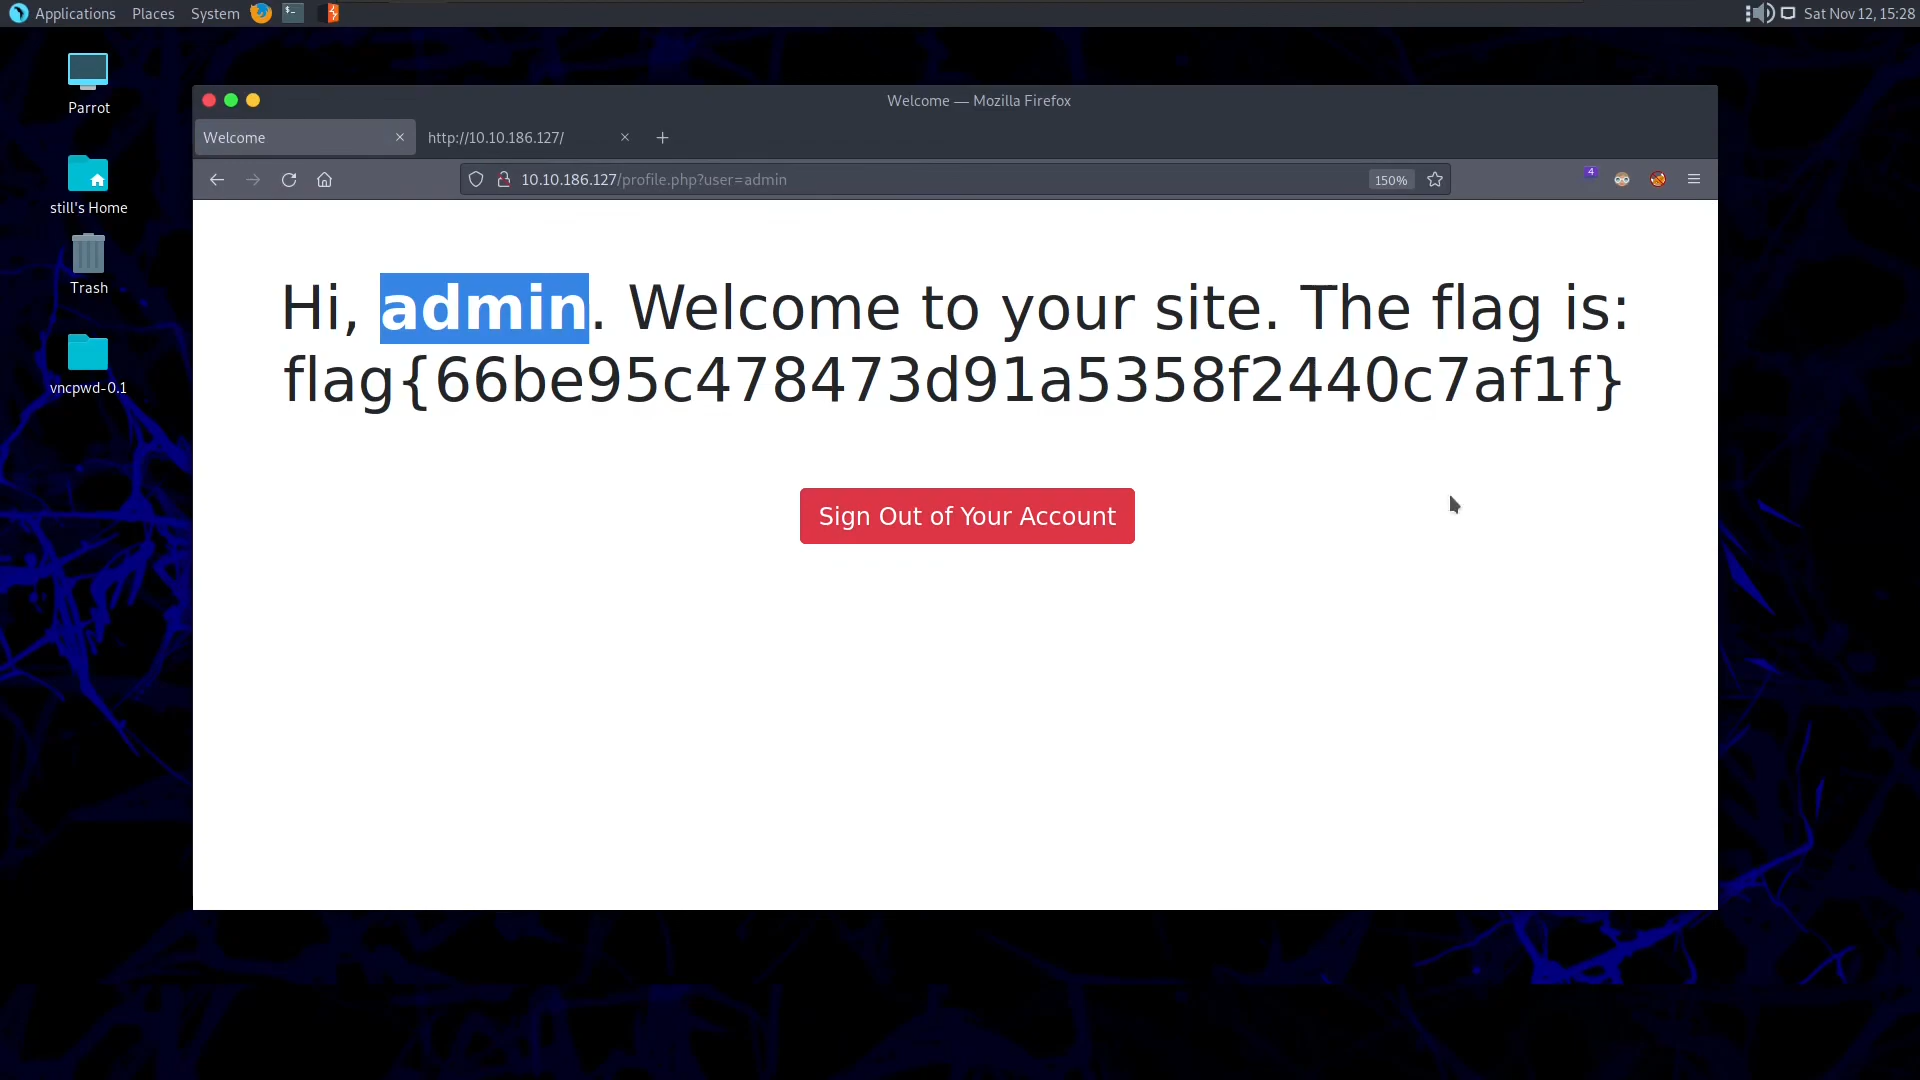 Applications Places System
Sat Nov 12, 15:28
Parrot
still's Home
Trash
vncpwd-0.1
Welcome — Mozilla Firefox
Welcome
http://10.10.186.127/
10.10.186.127/profile.php?user=admin
150%
4
Hi, admin. Welcome to your site. The flag is:
flag{66be95c478473d91a5358f2440c7af1f}
Sign Out of Your Account